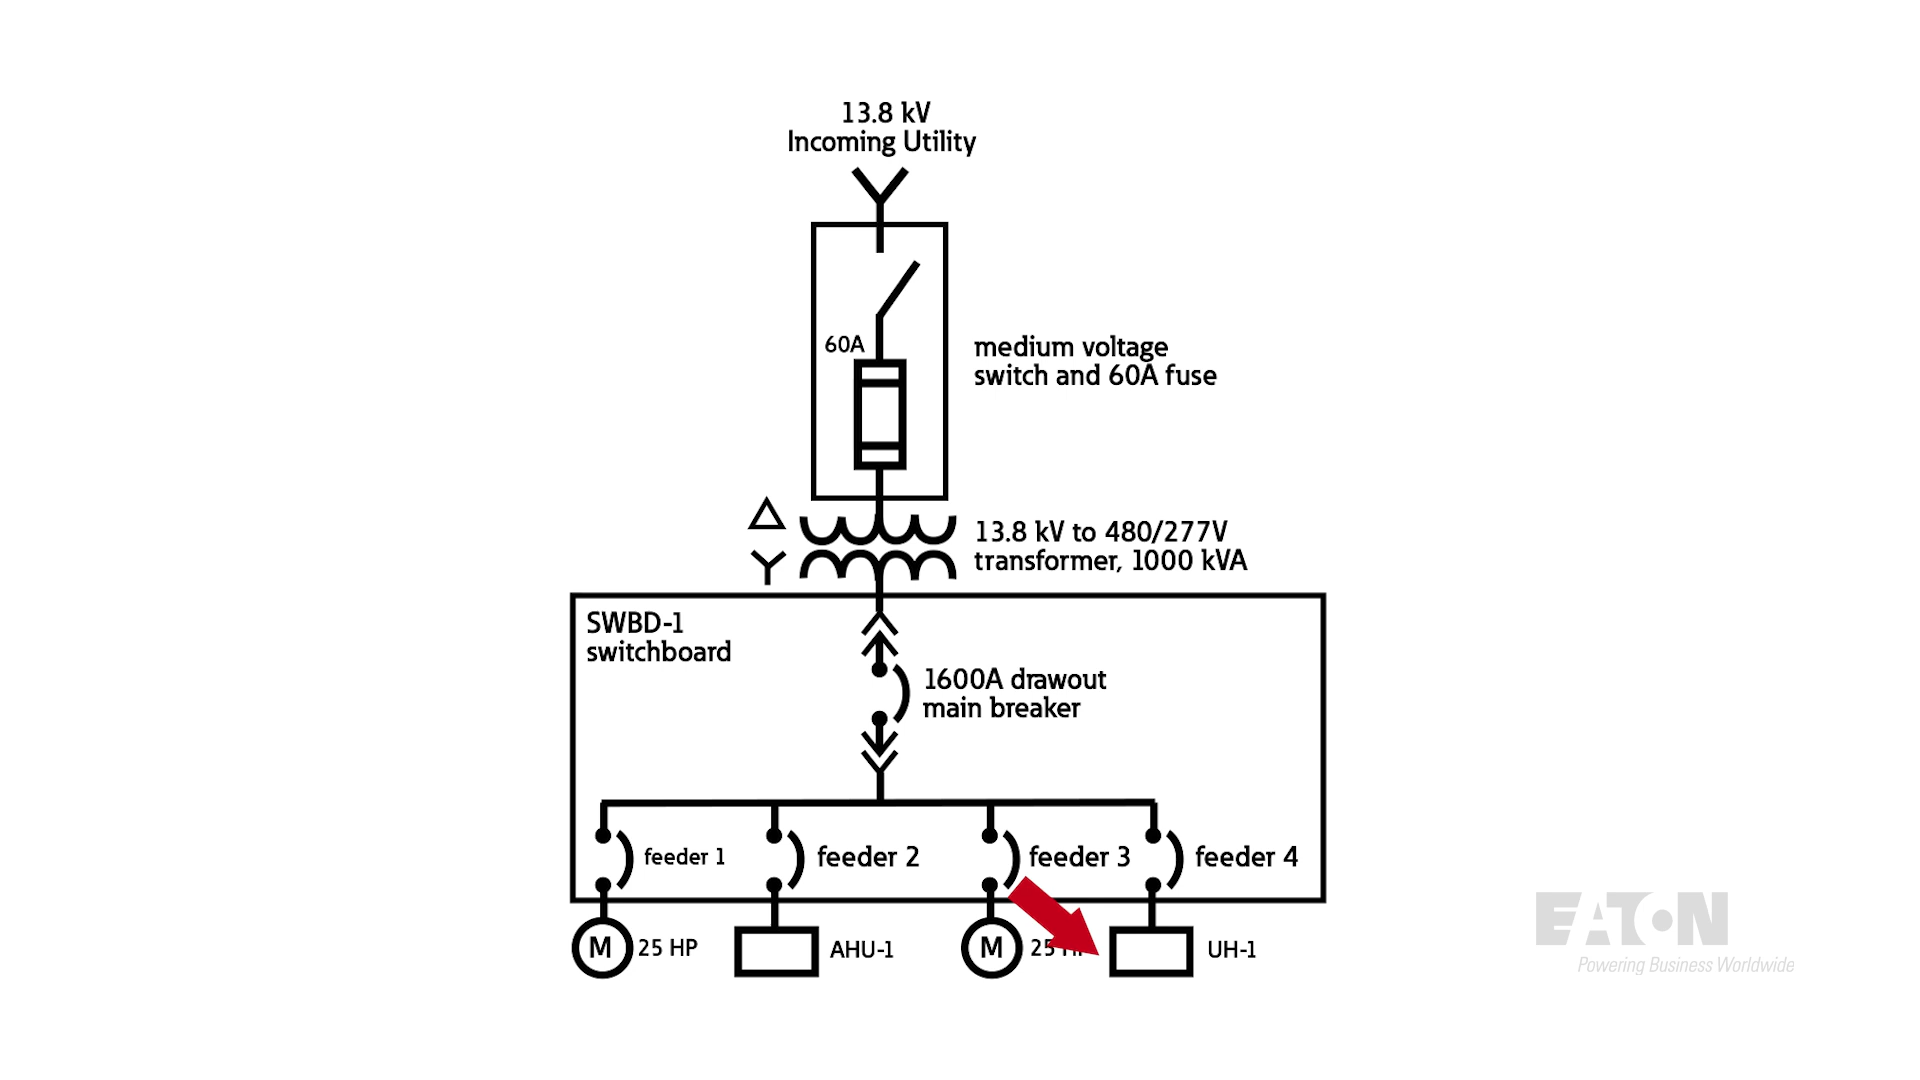 13.8 kV
Incoming Utility
60A
medium voltage
switch and 60A fuse
13.8 kV to 480/277V
transformer, 1000 kVA
SWBD-1
switchboard
1600A drawout
main breaker
feeder 1
feeder 2
feeder 3
feeder 4
M
25 HP
AHU-1
M
UH-1
EATON
Powering Business Worldwide